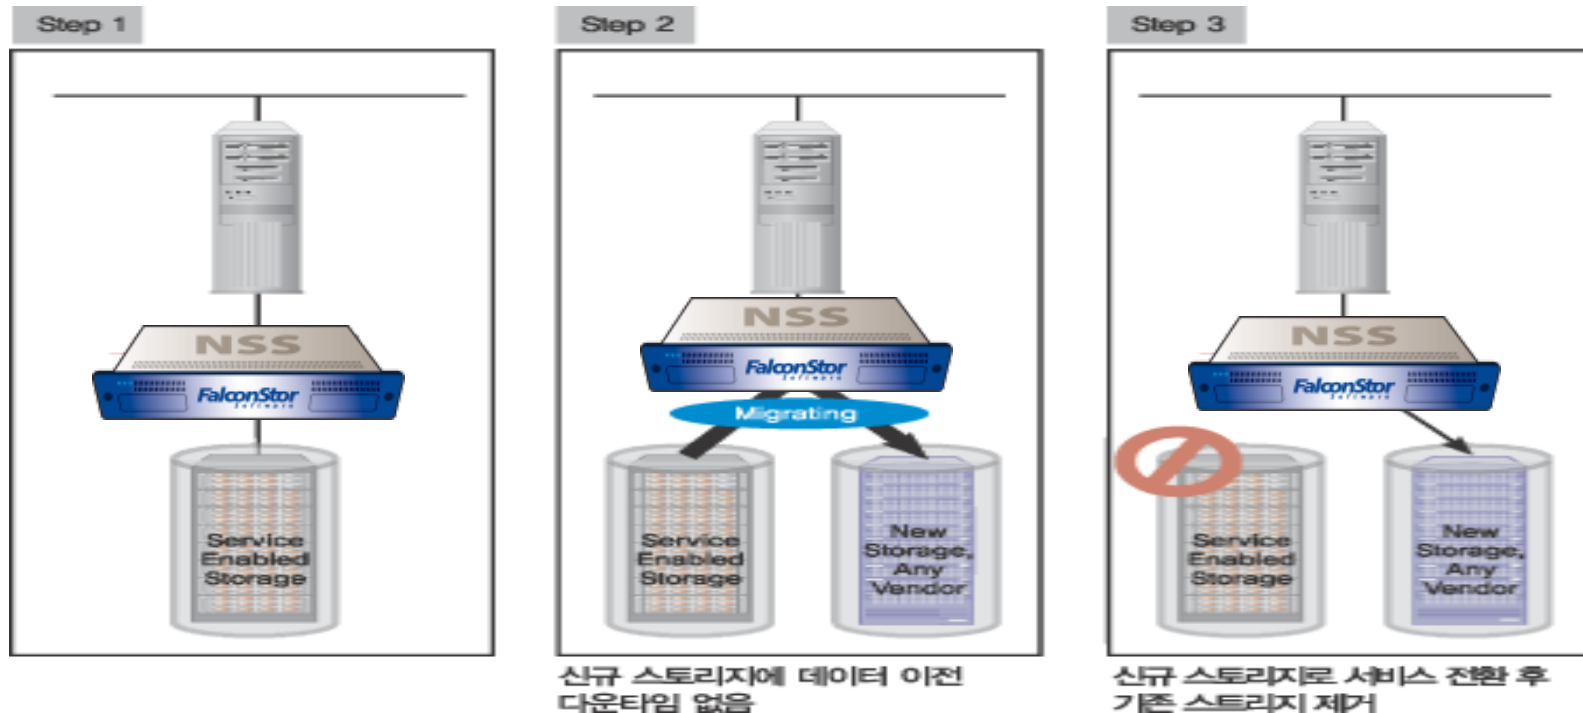 Step 1
NSS
FalconStor
Software
Service
Enabled
Storage
Step 2
NSS
FalconStor
Software
Migrating
Service
Enabled
Storage
New
Storage,
Any
Vendor
신규 스토리지에 데이터 이전
다운타임 없음
Step 3
NSS
FalconStor
Software
Service
Enabled
Storage
New
Storage,
Any
Vendor
신규 스토리지로 서비스 전환 후
기존 스토리지 제거